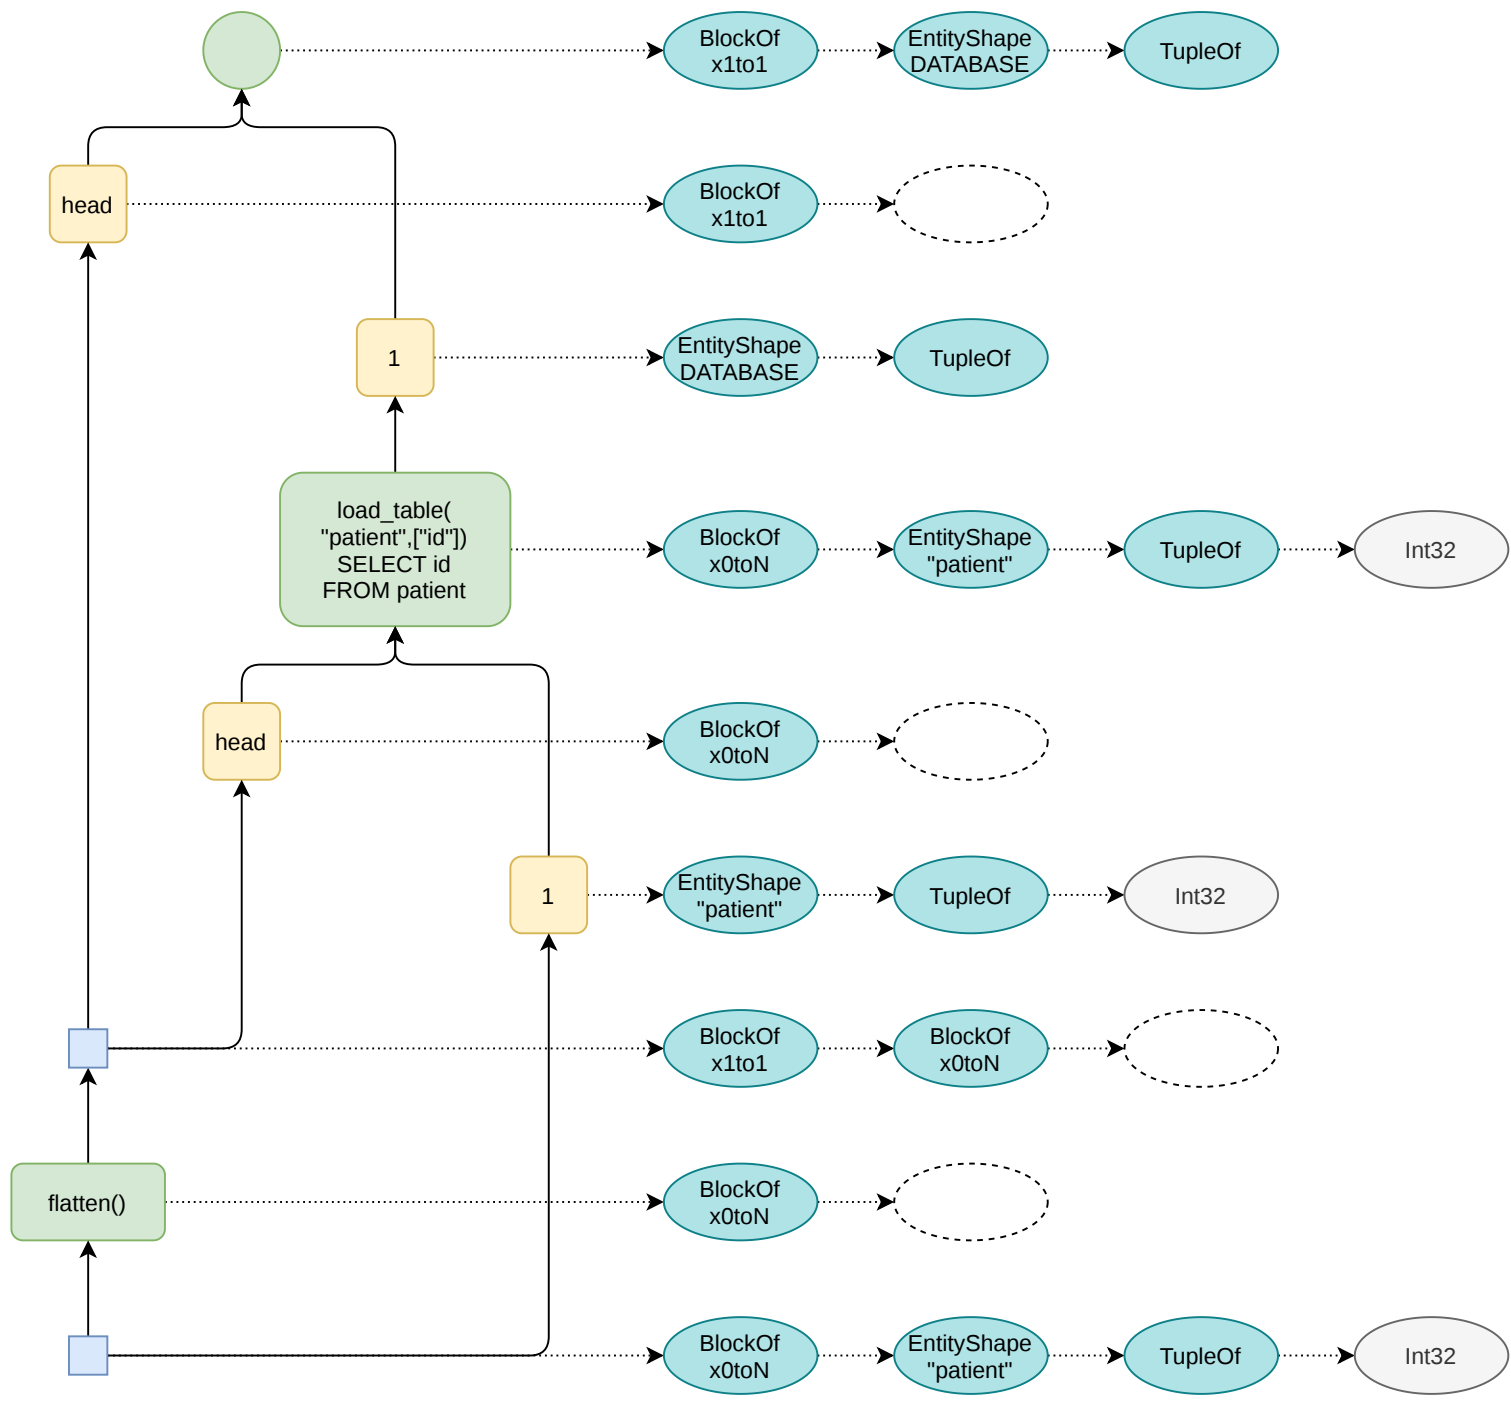 BlockOf
x1to1
EntityShape
DATABASE
TupleOf
head
BlockOf
x1to1
1
EntityShape
DATABASE
TupleOf
load_table(
"patient",["id"])
SELECT id
FROM patient
BlockOf
x0toN
EntityShape
"patient"
TupleOf
Int32
head
BlockOf
x0toN
1
EntityShape
"patient"
TupleOf
Int32
BlockOf
x1to1
BlockOf
x0toN
flatten()
BlockOf
x0toN
BlockOf
x0toN
EntityShape
"patient"
TupleOf
Int32